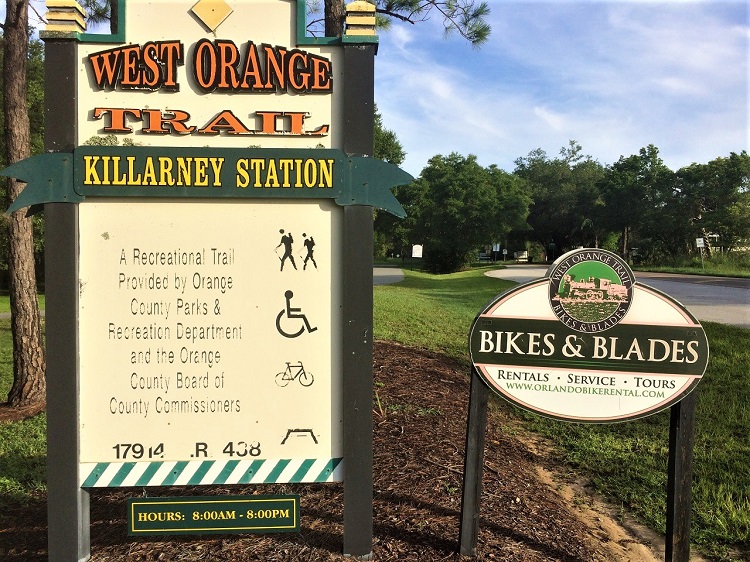 WEST ORANGE
TRAIL
KILLARNEY STATION
A Recreational Trail
Provided by Orange
County Parks &
Recreation Department
and the Orange
County Board of
County Commissioners
17914 .R. 438
HOURS: 8:00AM - 8:00PM
WEST ORANGE TRAIL
BIKES & BLADES
BIKES & BLADES
RENTALS · SERVICE · TOURS
WWW.ORLANDOBIKERENTAL.COM